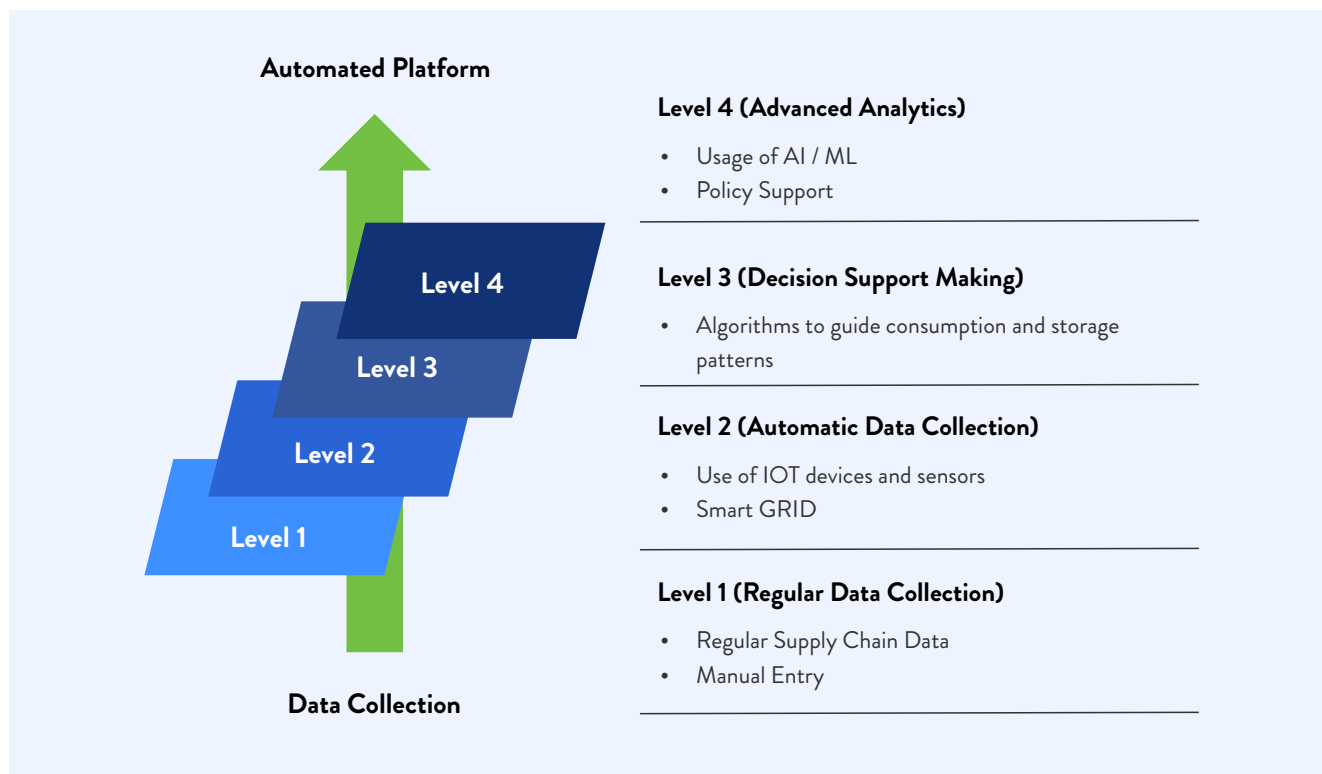 Automated Platform
Level 4
Level 3
Level 2
Level 1
Data Collection
Level 4 (Advanced Analytics)
• Usage of AI / ML
• Policy Support
Level 3 (Decision Support Making)
• Algorithms to guide consumption and storage
patterns
Level 2 (Automatic Data Collection)
• Use of IOT devices and sensors
• Smart GRID
Level 1 (Regular Data Collection)
• Regular Supply Chain Data
• Manual Entry